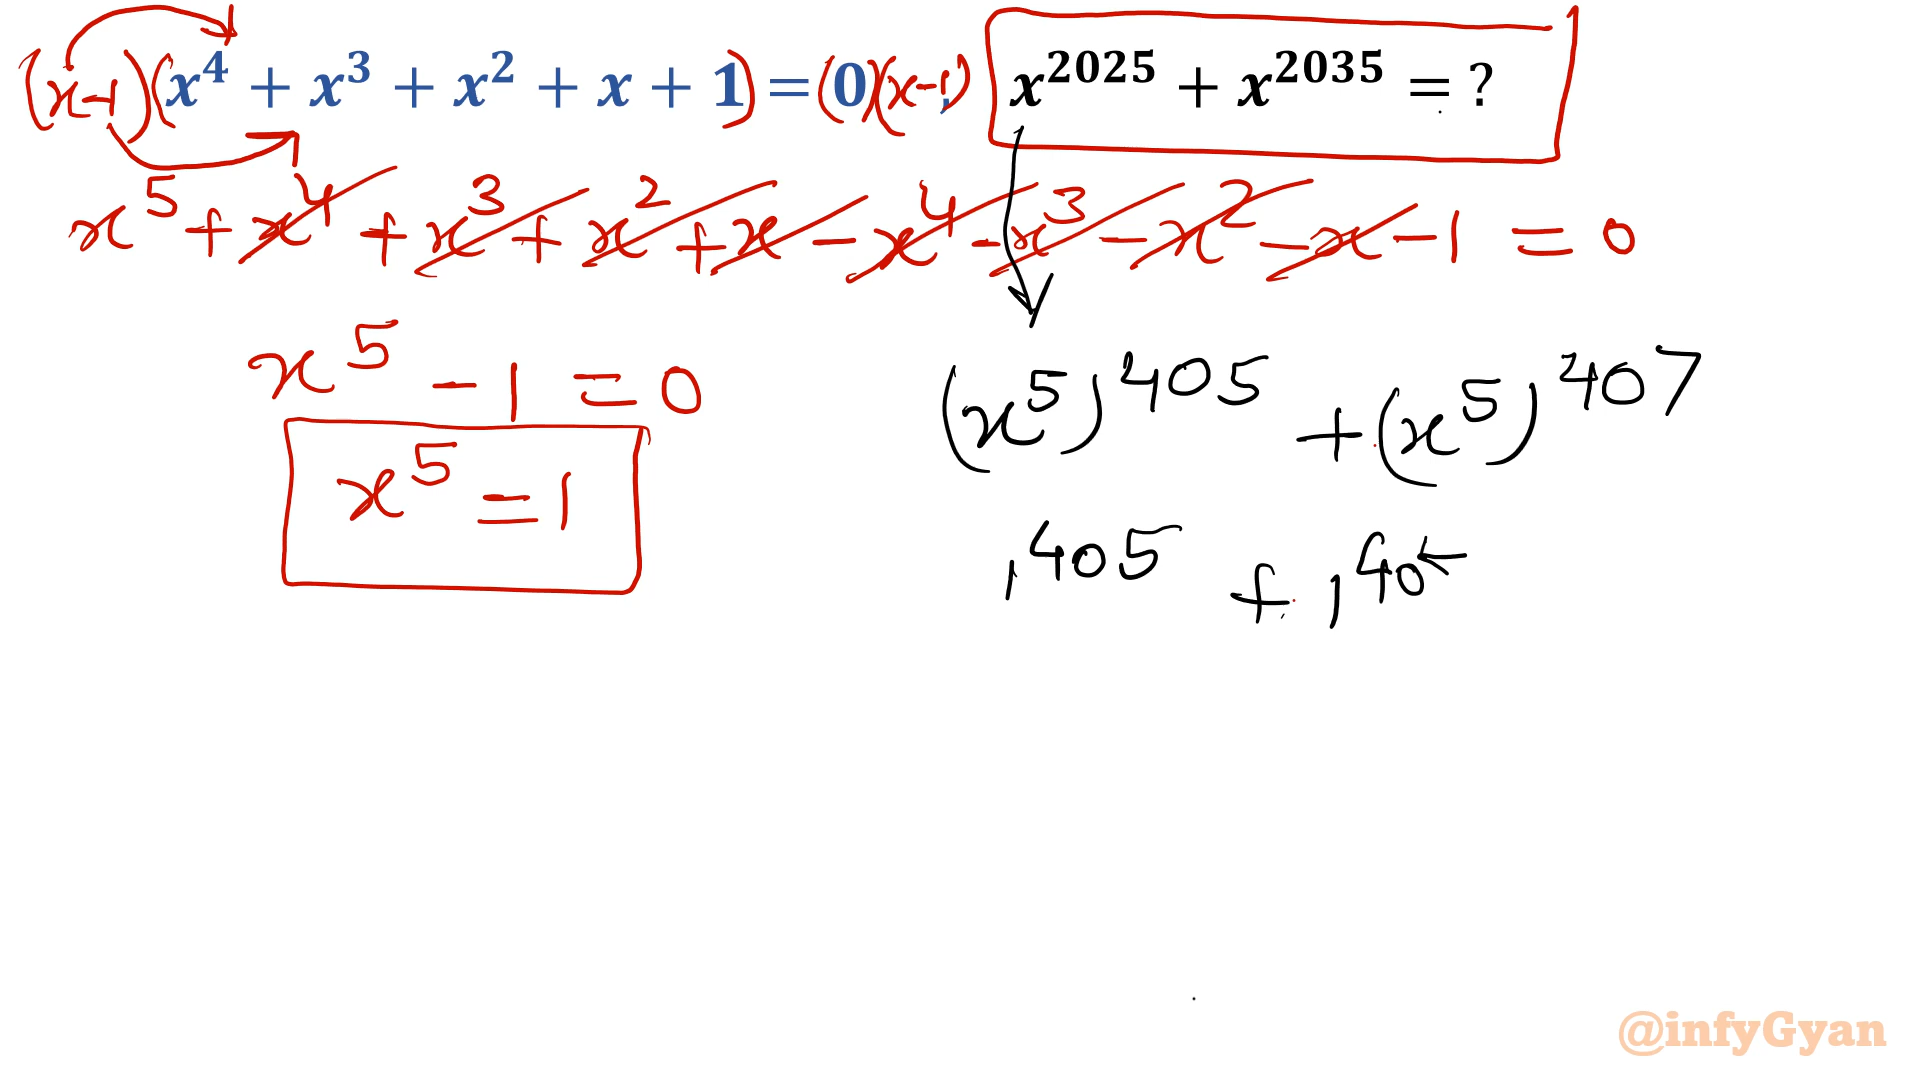 (x-1)(x⁴ + x³ + x² + x + 1) = (0)(x-1), x²⁰²⁵ + x²⁰³⁵ = ?
x⁵ + x⁴ + x³ + x² + x - x⁴ - x³ - x² - x - 1 = 0
x⁵ - 1 = 0
x⁵ = 1
(x⁵)⁴⁰⁵ + (x⁵)⁴⁰⁷
1⁴⁰⁵ + 1⁴⁰
@infyGyan